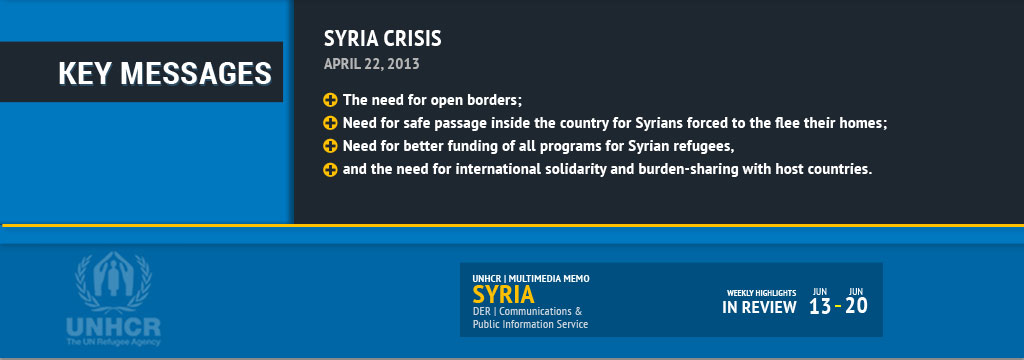 KEY MESSAGES
SYRIA CRISIS
APRIL 22, 2013
The need for open borders;
Need for safe passage inside the country for Syrians forced to the flee their homes;
Need for better funding of all programs for Syrian refugees,
and the need for international solidarity and burden-sharing with host countries.
UNHCR
The UN Refugee Agency
UNHCR | MULTIMEDIA MEMO
SYRIA
DER | Communications &
Public Information Service
WEEKLY HIGHLIGHTS
IN REVIEW
JUN JUN
13 - 20